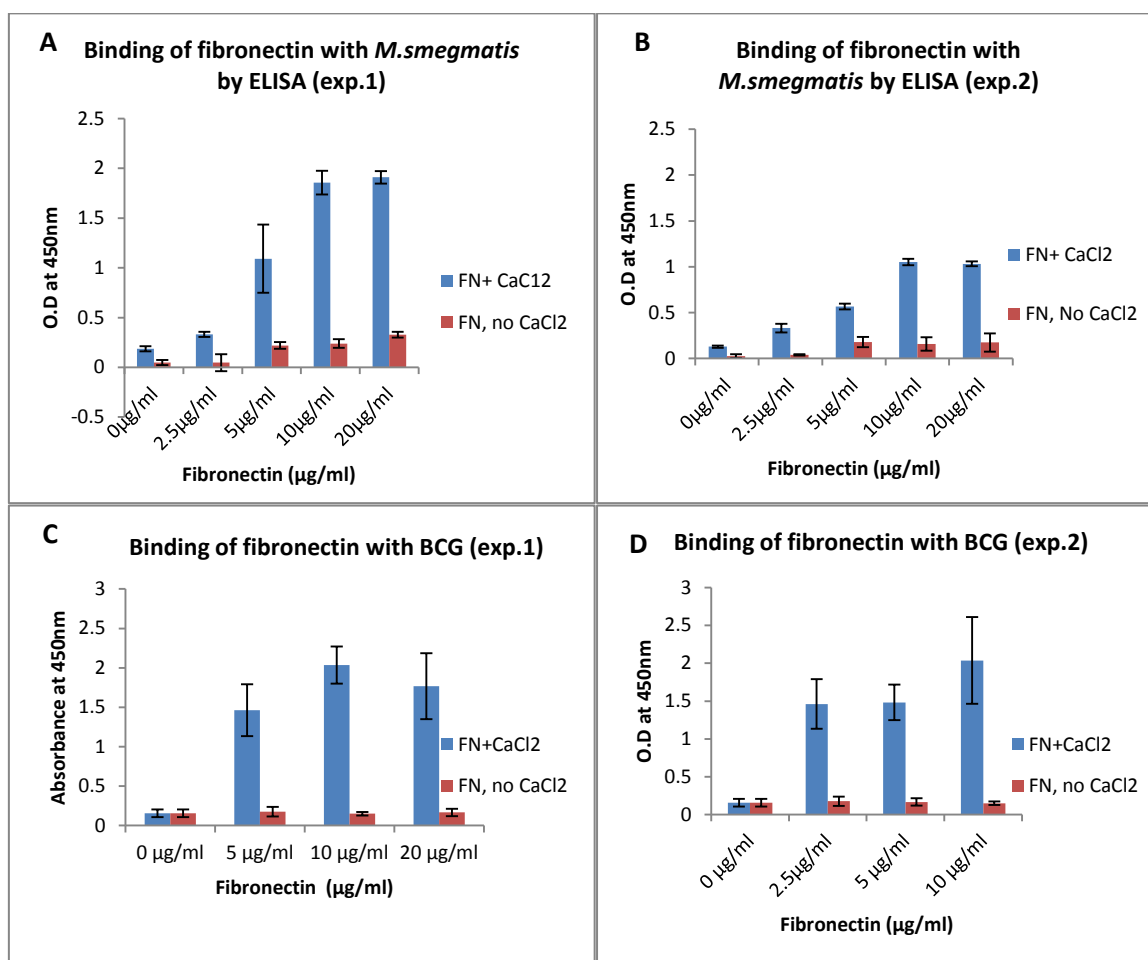 A
Binding of fibronectin with M.smegmatis
by ELISA (exp.1)
2.5
2
1.5
1
0.5
0
-0.5
O.D at 450nm
0µg/ml
2.5µg/ml
5µg/ml
10µg/ml
20µg/ml
Fibronectin (µg/ml)
FN+ CaC12
FN, no CaCl2
B
Binding of fibronectin with
M.smegmatis by ELISA (exp.2)
2.5
2
1.5
1
0.5
0
O.D at 450nm
0µg/ml
2.5µg/ml
5µg/ml
10µg/ml
20µg/ml
Fibronectin (µg/ml)
FN+ CaCl2
FN, No CaCl2
C
Binding of fibronectin with BCG (exp.1)
3
2.5
2
1.5
1
0.5
0
Absorbance at 450nm
0 µg/ml 5 µg/ml 10 µg/ml 20 µg/ml
Fibronectin (µg/ml)
FN+CaCl2
FN, no CaCl2
D
Binding of fibronectin with BCG (exp.2)
3
2.5
2
1.5
1
0.5
0
O.D at 450nm
0 µg/ml
2.5µg/ml
5 µg/ml
10 µg/ml
Fibronectin (µg/ml)
FN+CaCl2
FN, no CaCl2